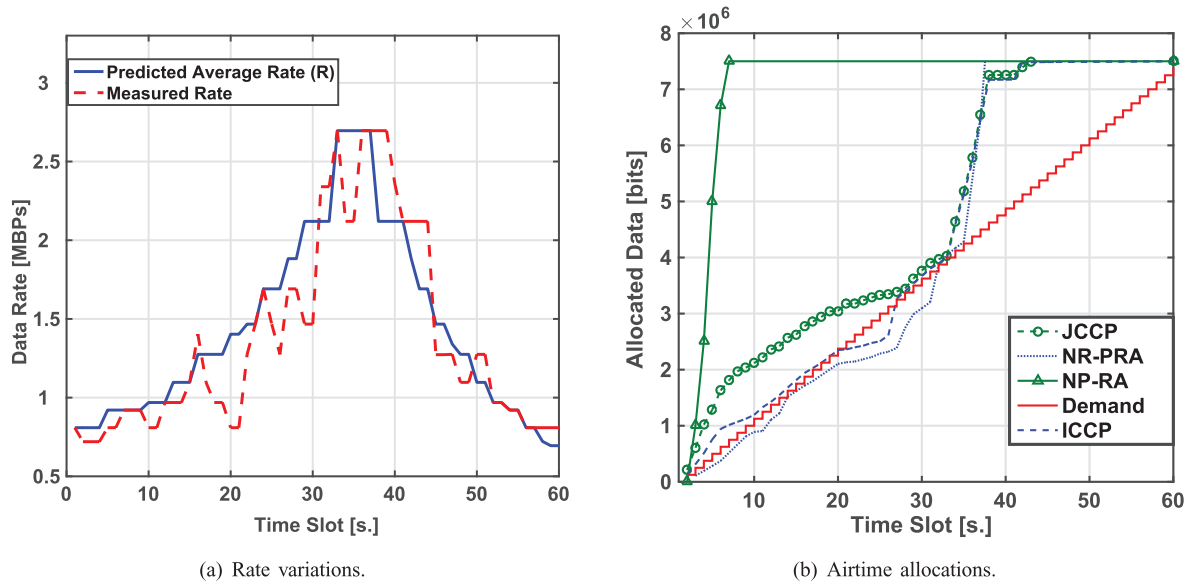 Predicted Average Rate (R)
Measured Rate
Data Rate [MBPs]
3
2.5
2
1.5
1
0.5
0 10 20 30 40 50 60
Time Slot [s.]
(a) Rate variations.
× 10^6
Allocated Data [bits]
8
7
6
5
4
3
2
1
0
JCCP
NR-PRA
NP-RA
Demand
ICCP
10 20 30 40 50 60
Time Slot [s.]
(b) Airtime allocations.